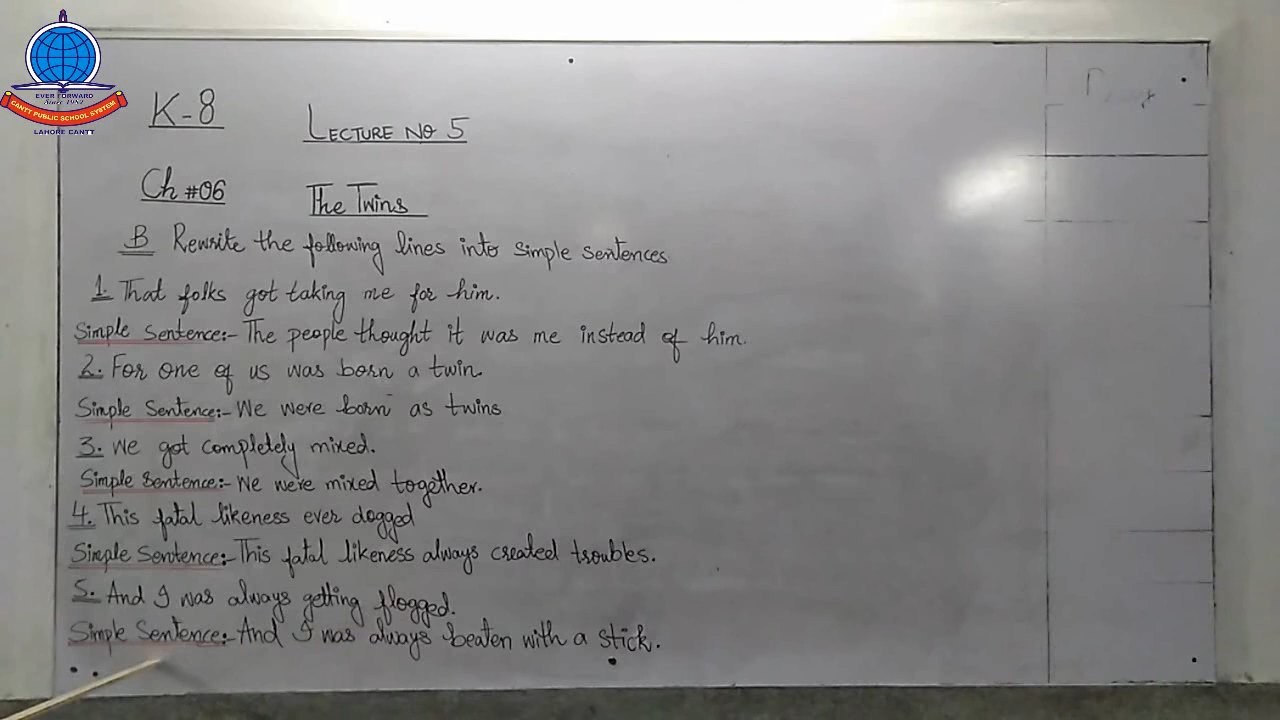 EVER FORWARD
Since 1982
CANTT PUBLIC SCHOOL SYSTEM
LAHORE CANTT
K-8
LECTURE NO 5
Ch #06
The Twins
B Rewrite the following lines into simple sentences
1. That folks got taking me for him.
Simple Sentence:- The people thought it was me instead of him.
2. For one of us was born a twin.
Simple Sentence:- We were born as twins
3. We got completely mixed.
Simple Sentence:- We were mixed together.
4. This fatal likeness ever dogged
Simple Sentence:- This fatal likeness always created troubles.
5. And I was always getting flogged.
Simple Sentence:- And I was always beaten with a stick.